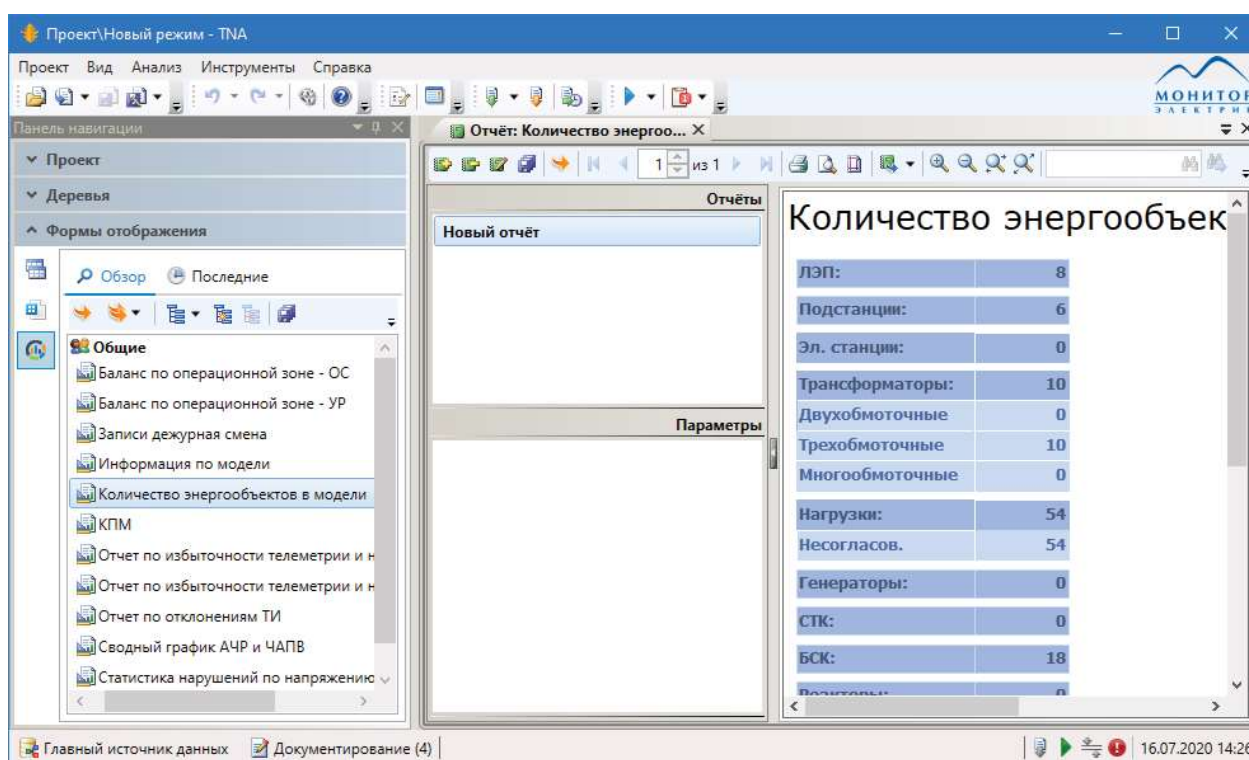 Проект\Новый режим - TNA
Проект Вид Анализ Инструменты Справка
МОНИТОР
ЭЛЕКТРИК
Панель навигации
Отчёт: Количество энергоо...
Проект
Деревья
Формы отображения
1 из 1
Обзор Последние
Общие
Баланс по операционной зоне - ОС
Баланс по операционной зоне - УР
Записи дежурная смена
Информация по модели
Количество энергообъектов в модели
КПМ
Отчет по избыточности телеметрии и н
Отчет по избыточности телеметрии и н
Отчет по отклонениям ТИ
Сводный график АЧР и ЧАПВ
Статистика нарушений по напряжению
Отчёты
Новый отчёт
Параметры
Количество энергообъек
ЛЭП: 8
Подстанции: 6
Эл. станции: 0
Трансформаторы: 10
Двухобмоточные 0
Трехобмоточные 10
Многообмоточные 0
Нагрузки: 54
Несогласов. 54
Генераторы: 0
СТК: 0
БСК: 18
Реакторы: 0
Главный источник данных Документирование (4) 16.07.2020 14:26